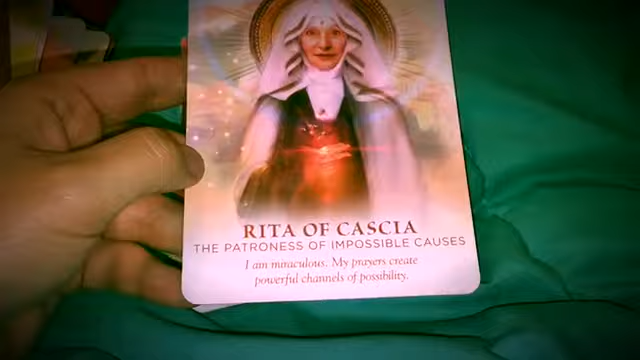 RITA OF CASCIA
THE PATRONESS OF IMPOSSIBLE CAUSES
I am miraculous. My prayers create
powerful channels of possibility.